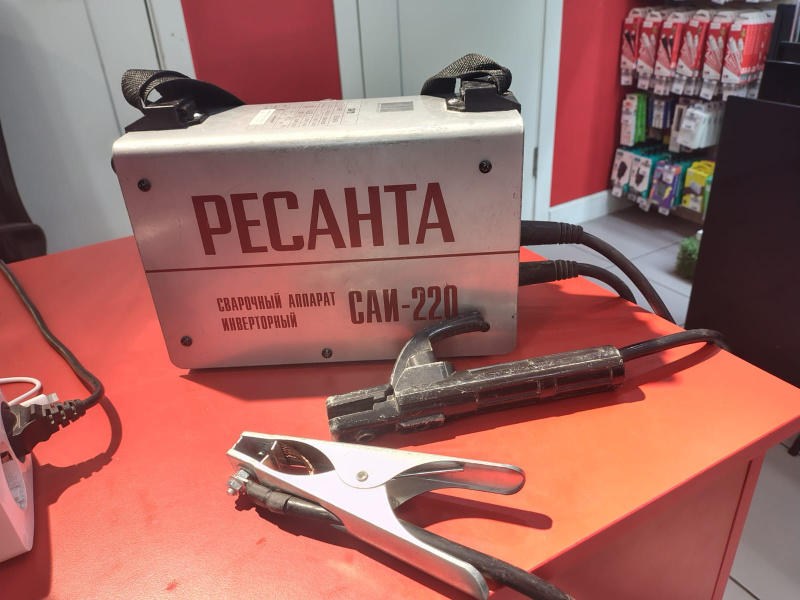 РЕСАНТА
СВАРОЧНЫЙ АППАРАТ
ИНВЕРТОРНЫЙ
САИ-220